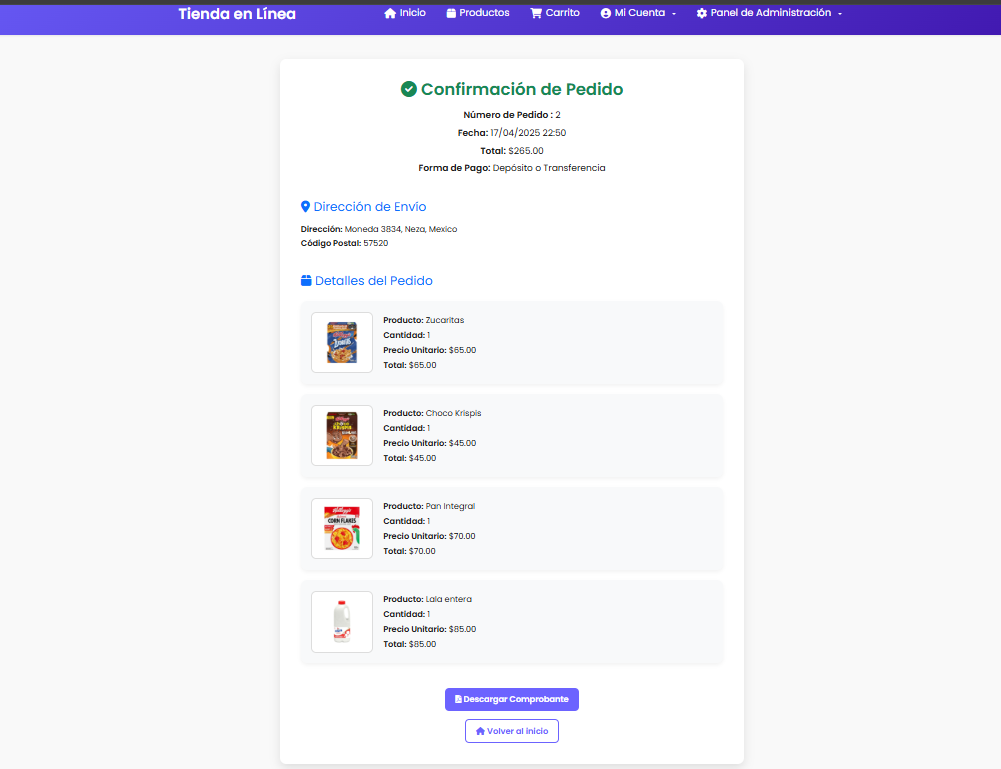 Tienda en Línea
Inicio
Productos
Carrito
Mi Cuenta
Panel de Administración
Confirmación de Pedido
Número de Pedido : 2
Fecha: 17/04/2025 22:50
Total: $265.00
Forma de Pago: Depósito o Transferencia
Dirección de Envío
Dirección: Moneda 3834, Neza, Mexico
Código Postal: 57520
Detalles del Pedido
Producto: Zucaritas
Cantidad: 1
Precio Unitario: $65.00
Total: $65.00
Producto: Choco Krispis
Cantidad: 1
Precio Unitario: $45.00
Total: $45.00
Kellogg's
CORN FLAKES
Producto: Pan Integral
Cantidad: 1
Precio Unitario: $70.00
Total: $70.00
Producto: Lala entera
Cantidad: 1
Precio Unitario: $85.00
Total: $85.00
Descargar Comprobante
Volver al inicio